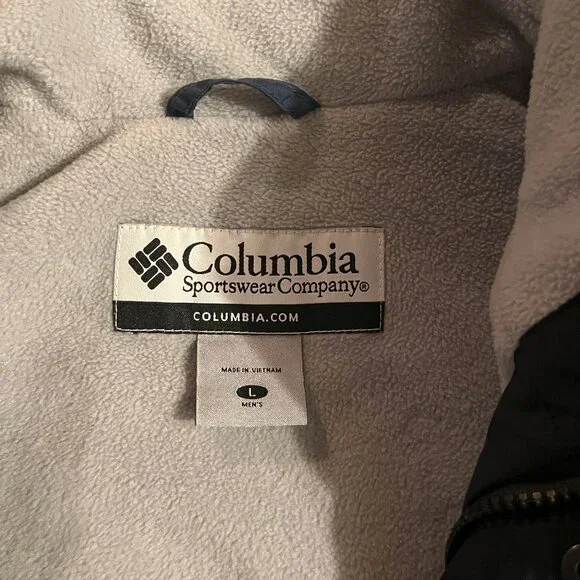 Columbia
Sportswear Company®
COLUMBIA.COM
MADE IN VIETNAM
L
MEN'S